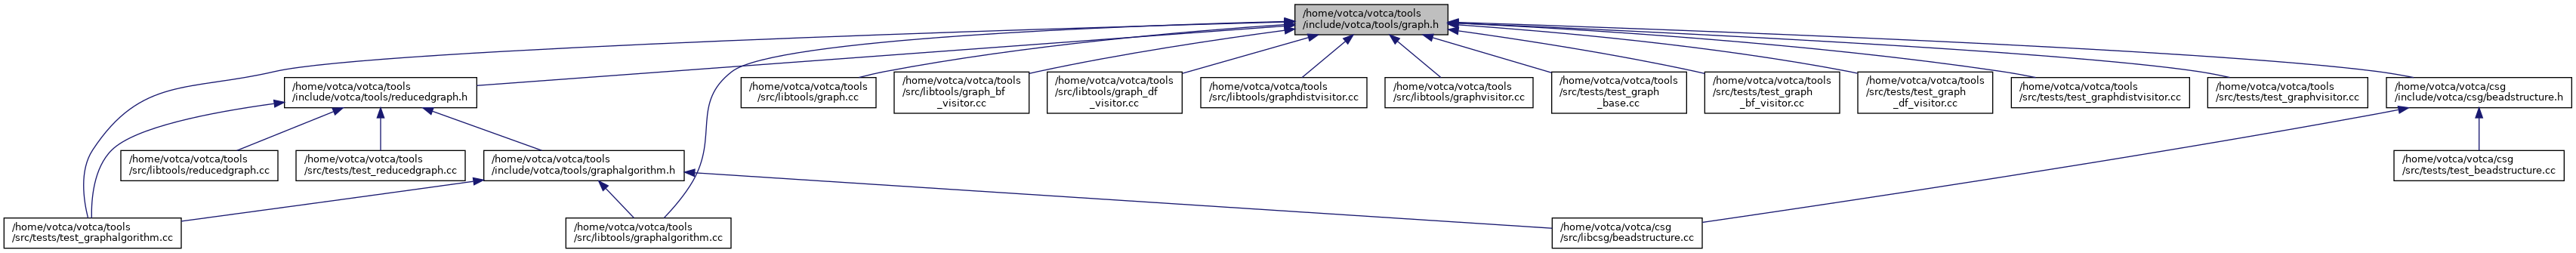 /home/votca/votca/tools
/include/votca/tools/graph.h
/home/votca/votca/tools
/include/votca/tools/reducedgraph.h
/home/votca/votca/tools
/src/libtools/graph.cc
/home/votca/votca/tools
/src/libtools/graph_bf
_visitor.cc
/home/votca/votca/tools
/src/libtools/graph_df
_visitor.cc
/home/votca/votca/tools
/src/libtools/graphdistvisitor.cc
/home/votca/votca/tools
/src/libtools/graphvisitor.cc
/home/votca/votca/tools
/src/tests/test_graph
_base.cc
/home/votca/votca/tools
/src/tests/test_graph
_bf_visitor.cc
/home/votca/votca/tools
/src/tests/test_graph
_df_visitor.cc
/home/votca/votca/tools
/src/tests/test_graphdistvisitor.cc
/home/votca/votca/tools
/src/tests/test_graphvisitor.cc
/home/votca/votca/csg
/include/votca/csg/beadstructure.h
/home/votca/votca/tools
/src/libtools/reducedgraph.cc
/home/votca/votca/tools
/src/tests/test_reducedgraph.cc
/home/votca/votca/tools
/include/votca/tools/graphalgorithm.h
/home/votca/votca/csg
/src/tests/test_beadstructure.cc
/home/votca/votca/tools
/src/tests/test_graphalgorithm.cc
/home/votca/votca/tools
/src/libtools/graphalgorithm.cc
/home/votca/votca/csg
/src/libcsg/beadstructure.cc